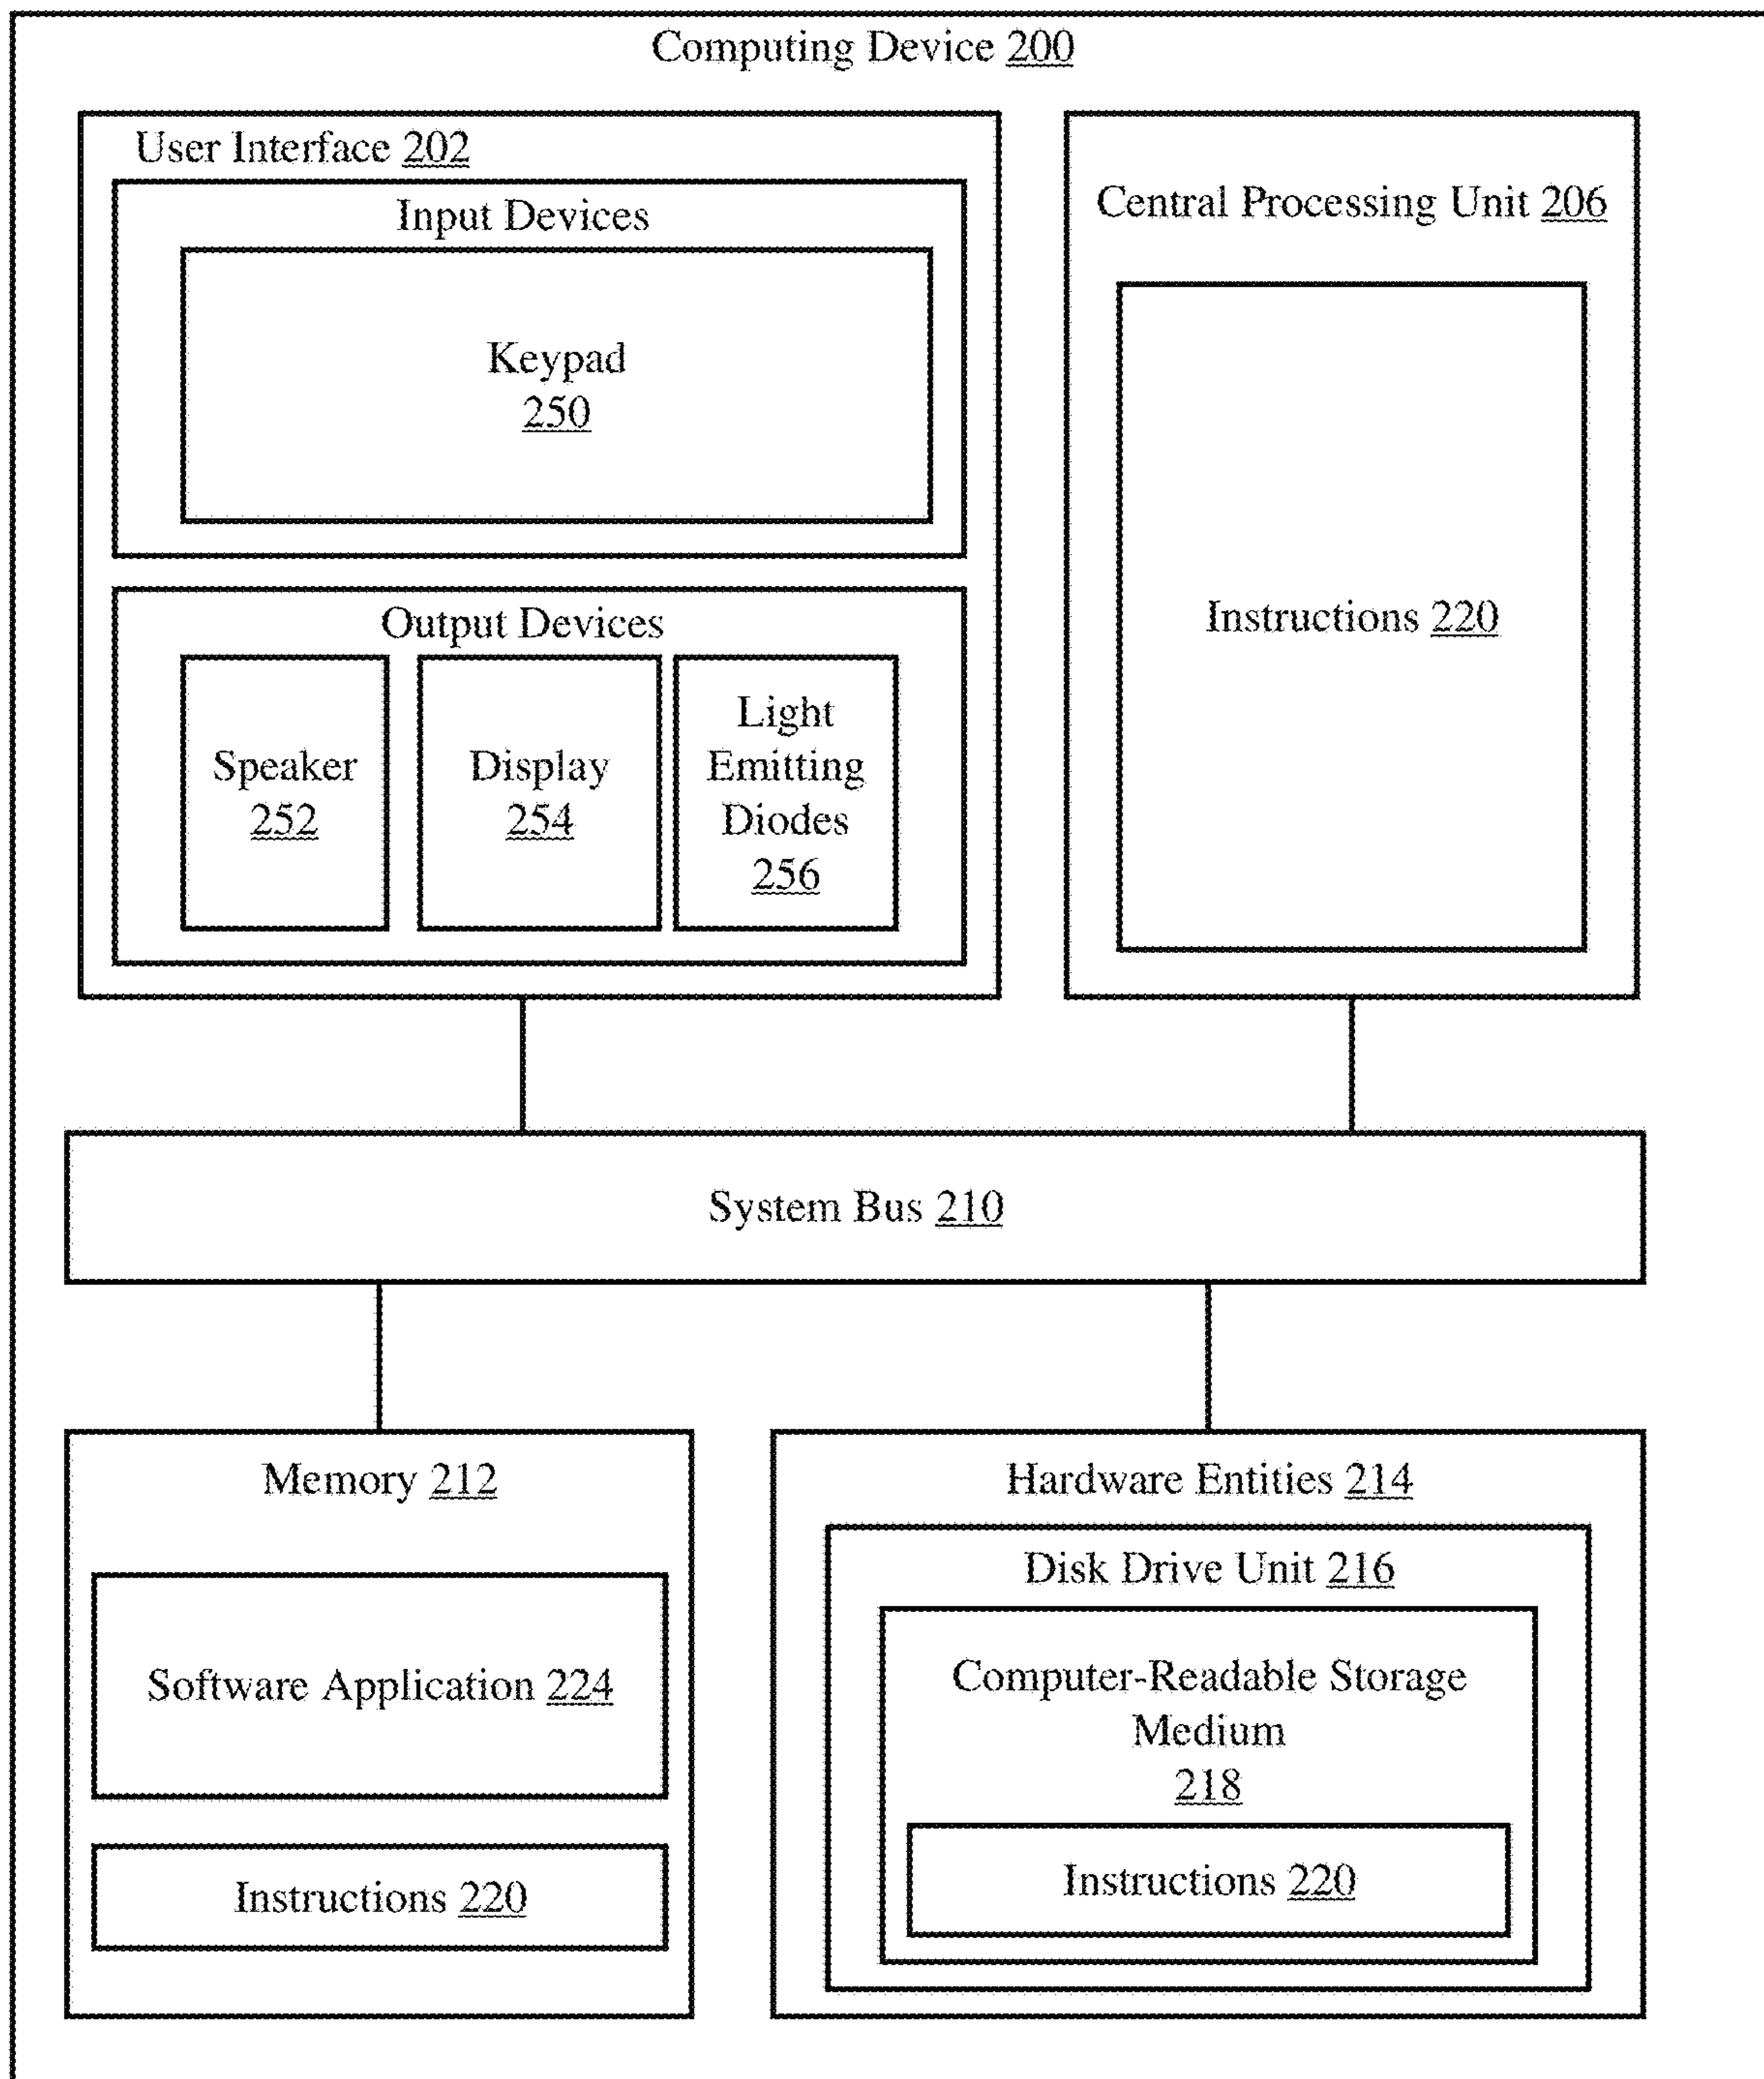 Computing Device 200
User Interface 202
Input Devices
Keypad
250
Output Devices
Speaker
252
Display
254
Light
Emitting
Diodes
256
Central Processing Unit 206
Instructions 220
System Bus 210
Memory 212
Software Application 224
Instructions 220
Hardware Entities 214
Disk Drive Unit 216
Computer-Readable Storage
Medium
218
Instructions 220